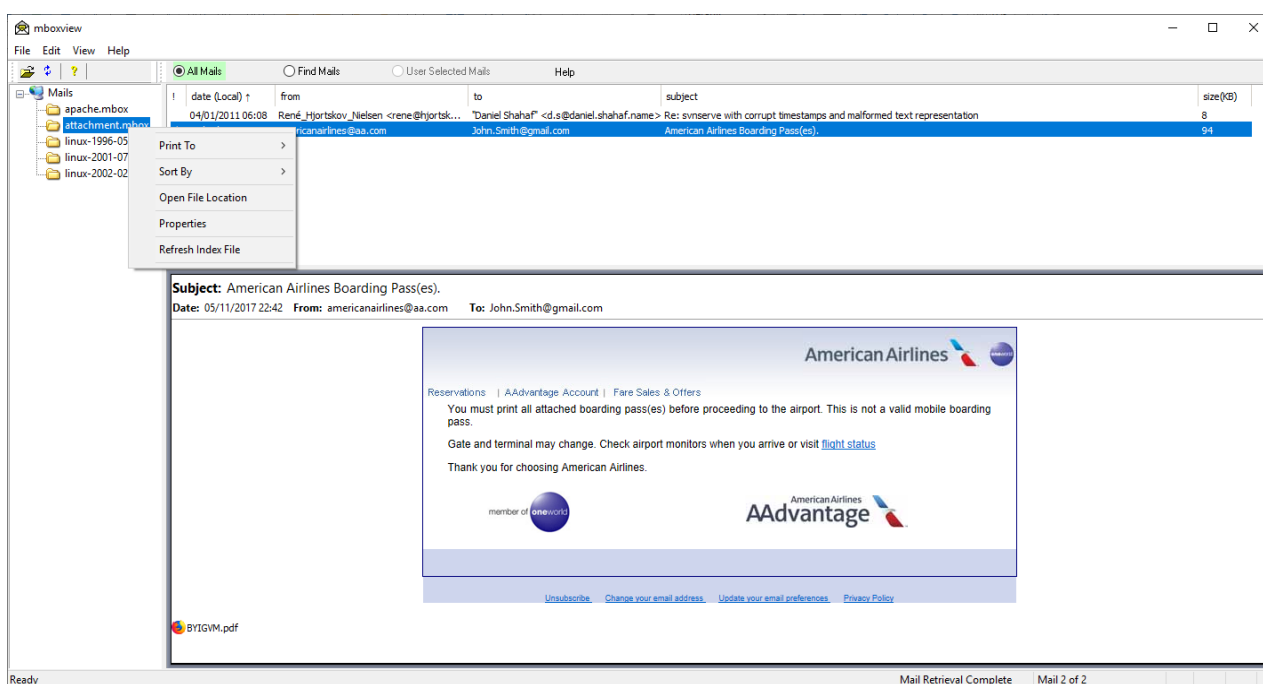 mboxview
File Edit View Help
All Mails Find Mails User Selected Mails Help
Mails
apache.mbox
attachment.mbox
linux-1996-05
linux-2001-07
linux-2002-02
! date (Local) ↑ from to subject size(KB)
04/01/2011 06:08 René_Hjortskov_Nielsen <rene@hjortsk... "Daniel Shahaf" <d.s@daniel.shahaf.name> Re: svnserve with corrupt timestamps and malformed text representation 8
ricanairlines@aa.com John.Smith@gmail.com American Airlines Boarding Pass(es). 94
Print To >
Sort By >
Open File Location
Properties
Refresh Index File
Subject: American Airlines Boarding Pass(es).
Date: 05/11/2017 22:42 From: americanairlines@aa.com To: John.Smith@gmail.com
American Airlines
Reservations | AAdvantage Account | Fare Sales & Offers
You must print all attached boarding pass(es) before proceeding to the airport. This is not a valid mobile boarding
pass.
Gate and terminal may change. Check airport monitors when you arrive or visit flight status
Thank you for choosing American Airlines.
member of oneworld
American Airlines
AAdvantage
Unsubscribe Change your email address Update your email preferences Privacy Policy
BYIGVM.pdf
Ready Mail Retrieval Complete Mail 2 of 2